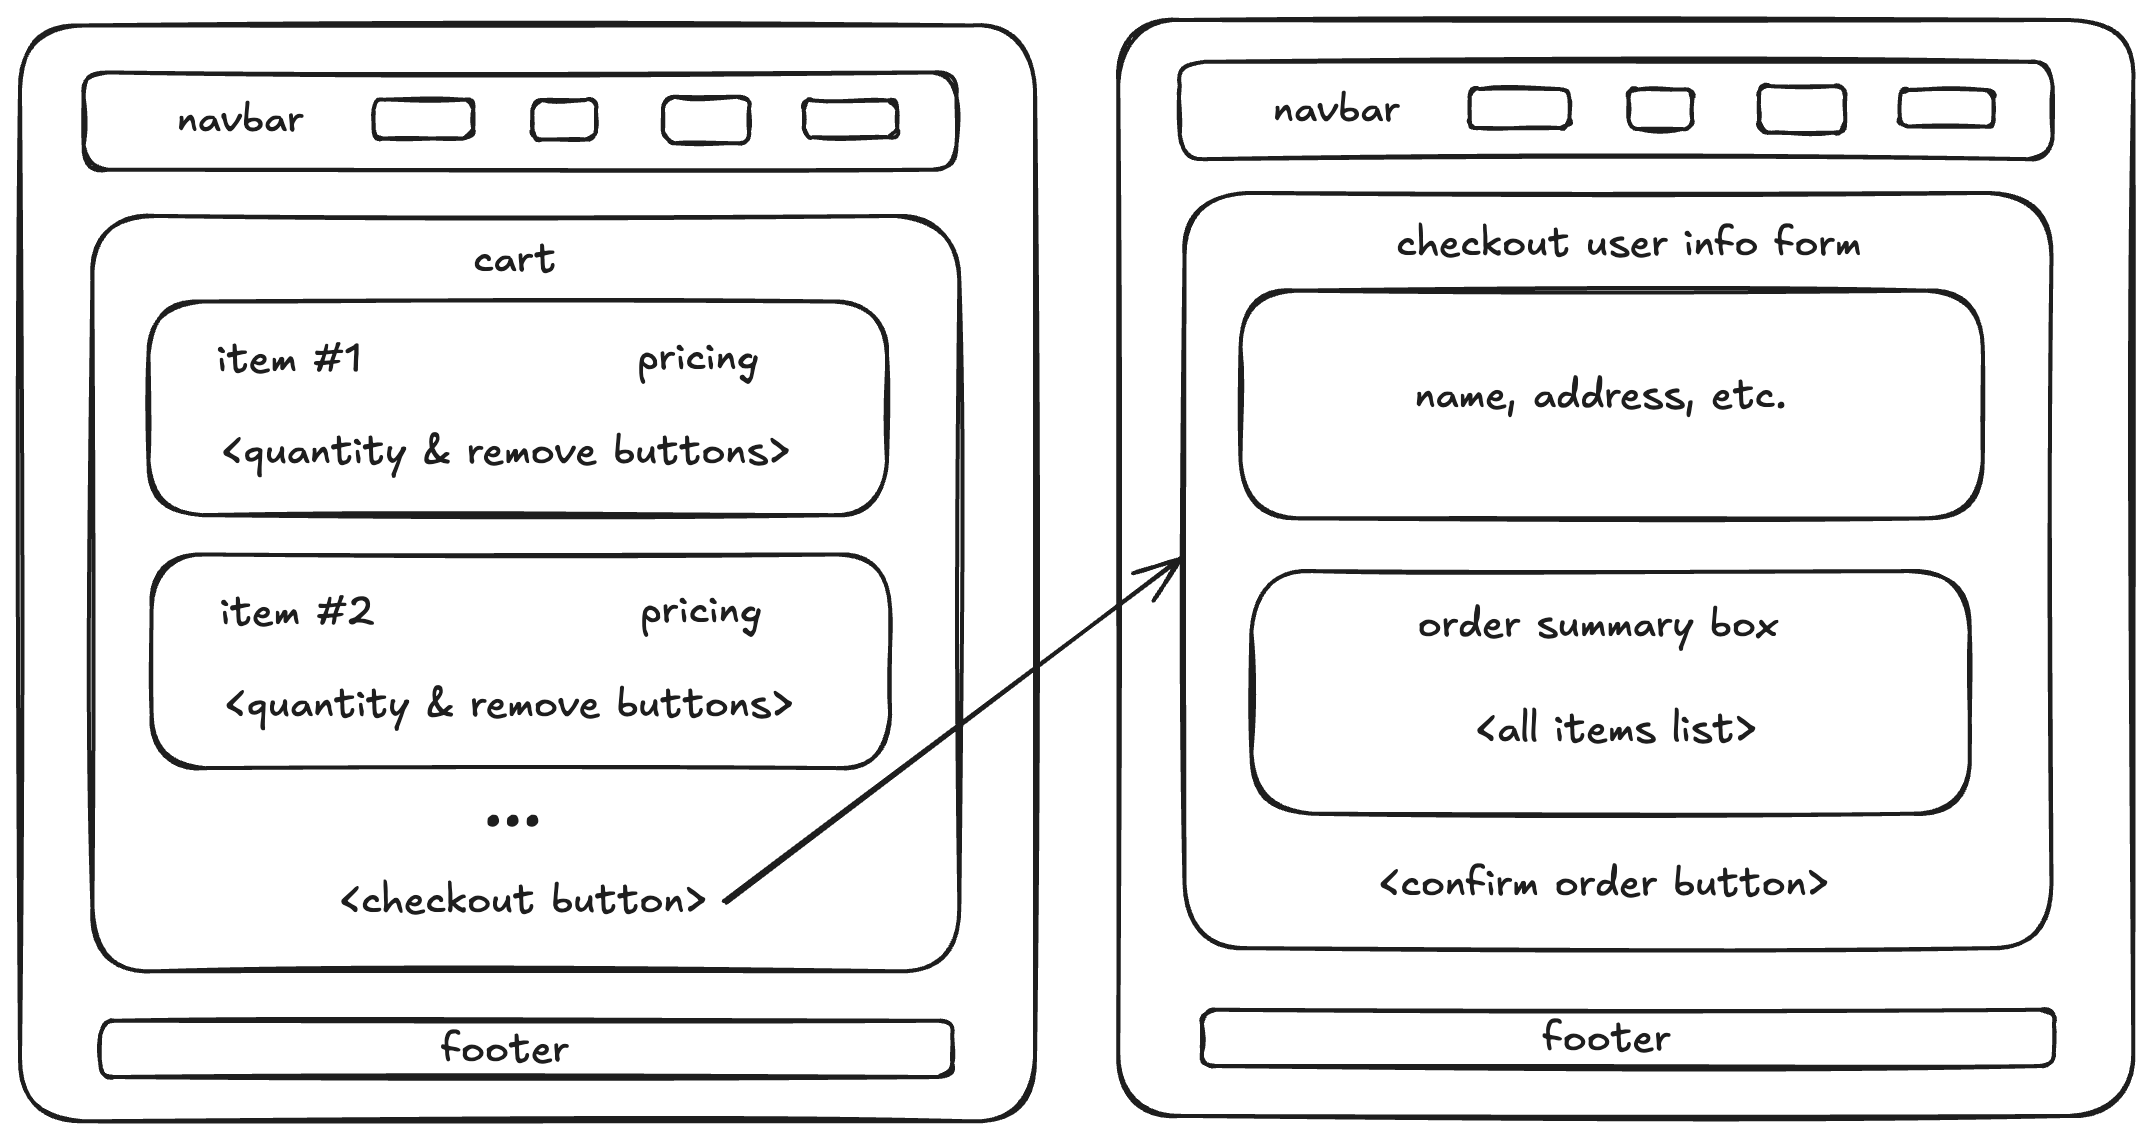 navbar
cart
item #1 pricing
<quantity & remove buttons>
item #2 pricing
<quantity & remove buttons>
...
<checkout button>
footer
navbar
checkout user info form
name, address, etc.
order summary box
<all items list>
<confirm order button>
footer